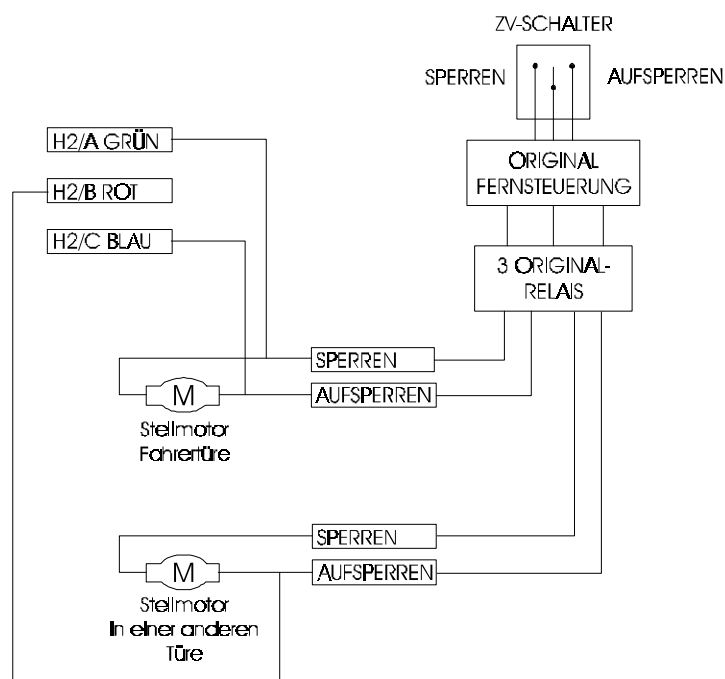 ZV-SCHALTER
SPERREN
AUFSPERREN
H2/A GRÜN
H2/B ROT
H2/C BLAU
ORIGINAL
FERNSTEUERUNG
3 ORIGINAL-
RELAIS
SPERREN
AUFSPERREN
M
Stellmotor
Fahrertüre
SPERREN
AUFSPERREN
M
Stellmotor
In einer anderen
Türe